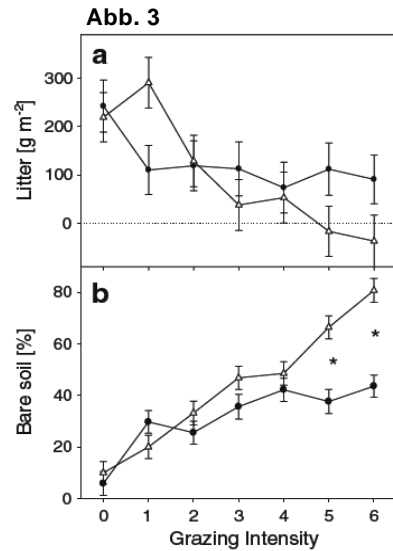 Abb. 3
a
Litter [g m-2]
300
200
100
0
b
Bare soil [%]
80
60
40
20
0
*
*
0 1 2 3 4 5 6
Grazing Intensity